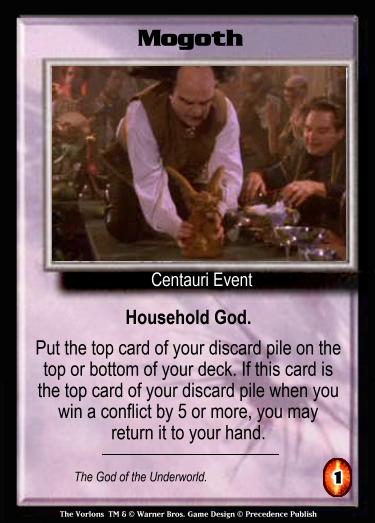 Mogoth
Centauri Event
Household God.
Put the top card of your discard pile on the
top or bottom of your deck. If this card is
the top card of your discard pile when you
win a conflict by 5 or more, you may
return it to your hand.
The God of the Underworld.
1
The Vorlons TM & © Warner Bros. Game Design © Precedence Publish